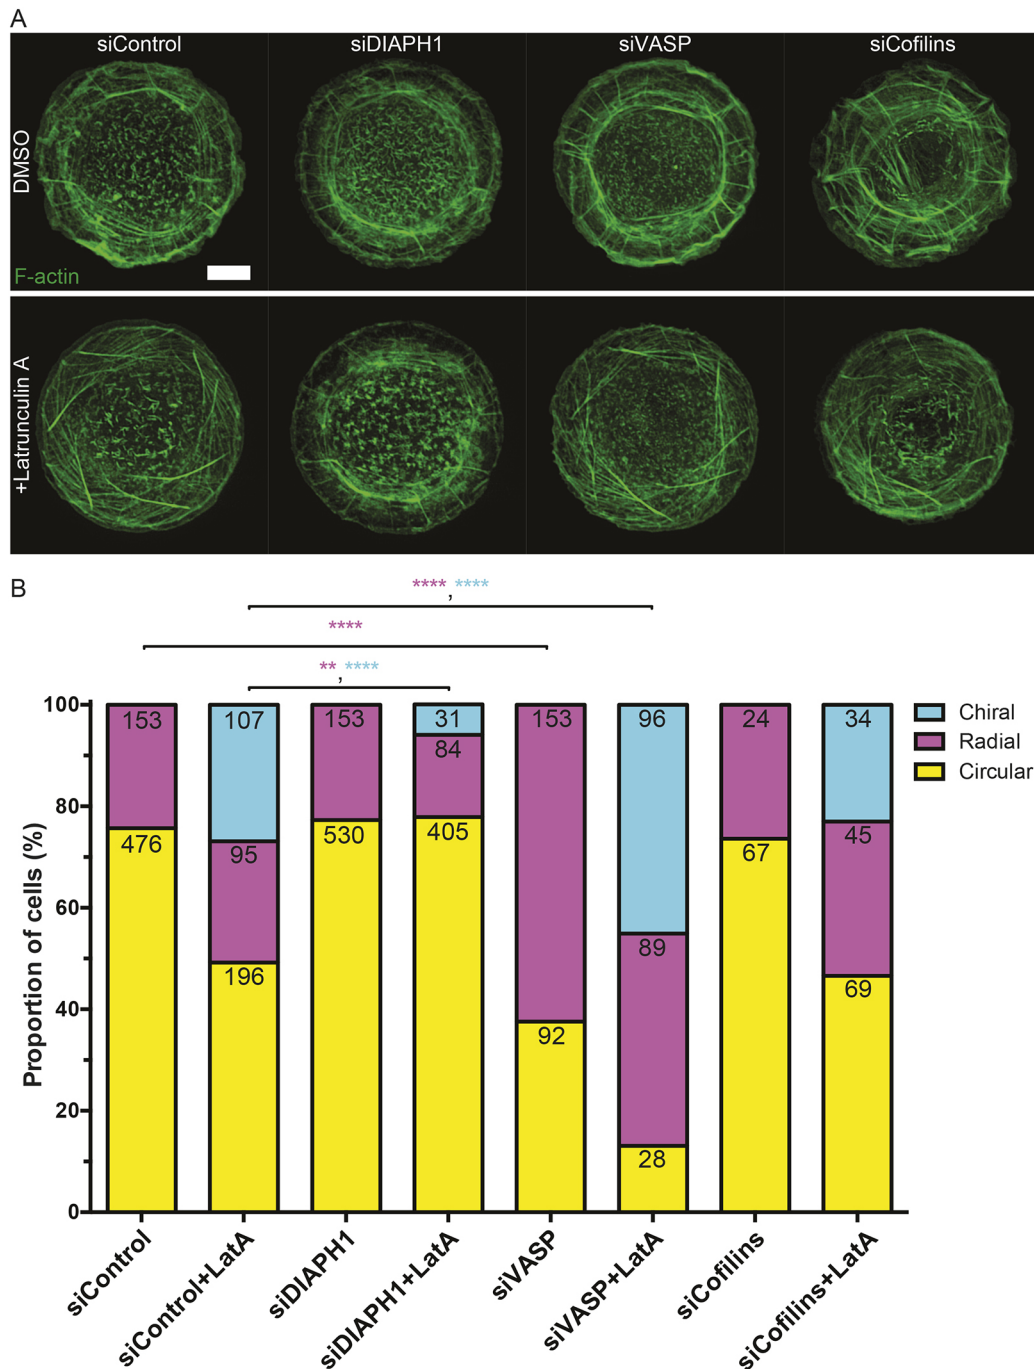 A
siControl
siDIAPH1
siVASP
siCofilins
DMSO
F-actin
+Latrunculin A
B
****, ****
****
**, ****
Proportion of cells (%)
100
80
60
40
20
0
153
107
153
31
153
96
24
34
84
476
95
530
405
92
89
67
45
196
28
69
Chiral
Radial
Circular
siControl
siControl+LatA
siDIAPH1
siDIAPH1+LatA
siVASP
siVASP+LatA
siCofilins
siCofilins+LatA